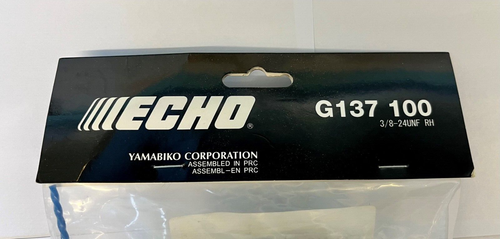 ECHO®
G137 100
3/8-24UNF RH
YAMABIKO CORPORATION
ASSEMBLED IN PRC
ASSEMBL-EN PRC